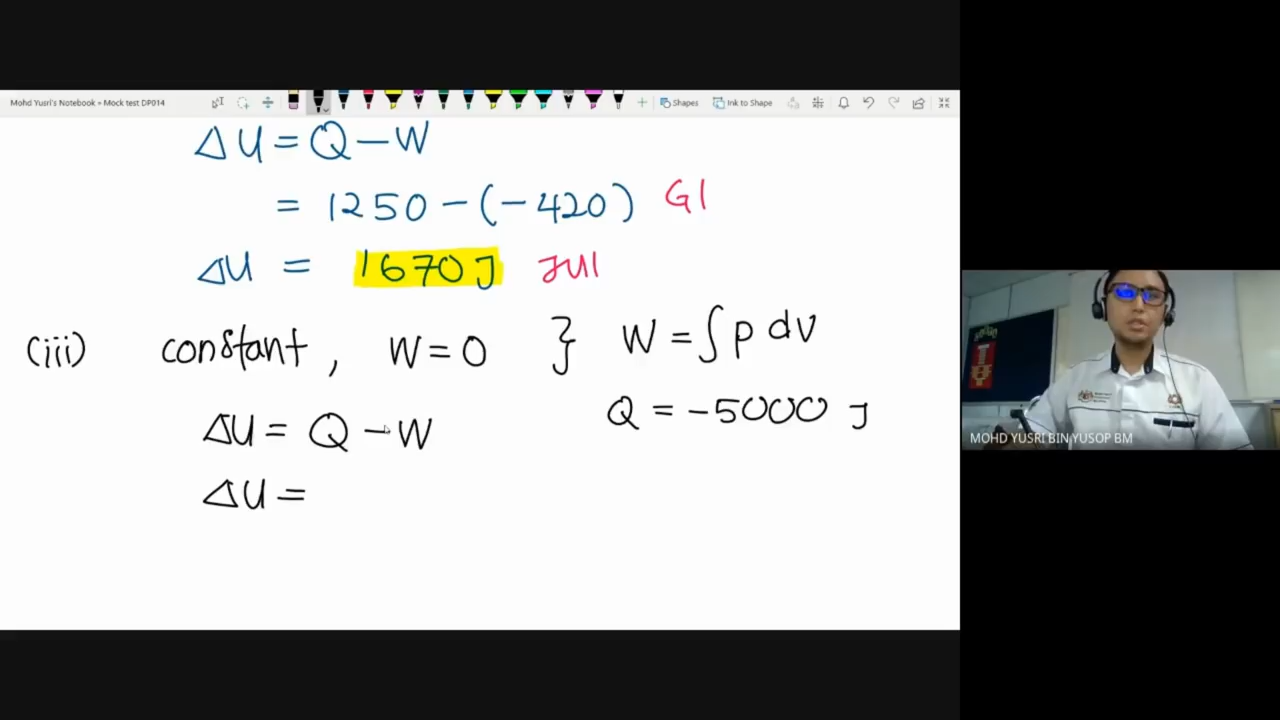 Mohd Yusri's Notebook » Mock test DP014
Shapes
Ink to Shape
ΔU = Q - W
= 1250 - (-420) G1
ΔU = 1670 J JU1
(iii) constant, W = 0 } W = ∫ p dV
Q = -5000 J
ΔU = Q - W
ΔU =
MOHD YUSRI BIN YUSOP BM